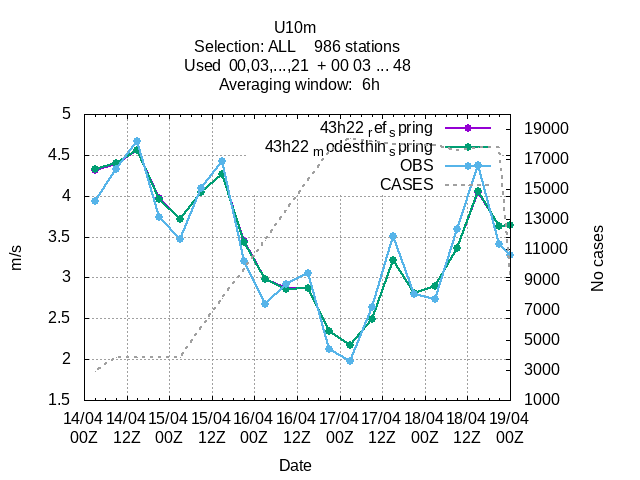 U10m
Selection: ALL 986 stations
Used 00,03,...,21 + 00 03 ... 48
Averaging window: 6h
43h22_ref_spring
43h22_modesthin_spring
OBS
CASES
5
4.5
4
3.5
3
2.5
2
1.5
m/s
19000
17000
15000
13000
11000
9000
7000
5000
3000
1000
No cases
14/04 14/04 15/04 15/04 16/04 16/04 17/04 17/04 18/04 18/04 19/04
00Z 12Z 00Z 12Z 00Z 12Z 00Z 12Z 00Z 12Z 00Z
Date